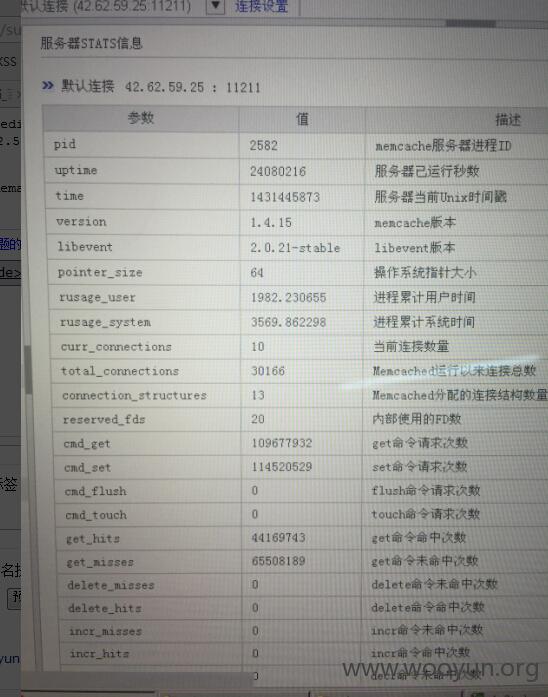 默认连接 (42.62.59.25:11211) ▼ 连接设置
服务器STATS信息
» 默认连接 42.62.59.25 : 11211
参数 值 描述
pid 2582 memcache服务器进程ID
uptime 24080216 服务器已运行秒数
time 1431445873 服务器当前Unix时间戳
version 1.4.15 memcache版本
libevent 2.0.21-stable libevent版本
pointer_size 64 操作系统指针大小
rusage_user 1982.230655 进程累计用户时间
rusage_system 3569.862298 进程累计系统时间
curr_connections 10 当前连接数量
total_connections 30166 Memcached运行以来连接总数
connection_structures 13 Memcached分配的连接结构数量
reserved_fds 20 内部使用的FD数
cmd_get 109677932 get命令请求次数
cmd_set 114520529 set命令请求次数
cmd_flush 0 flush命令请求次数
cmd_touch 0 touch命令请求次数
get_hits 44169743 get命令命中次数
get_misses 65508189 get命令未命中次数
delete_misses 0 delete命令未命中次数
delete_hits 0 delete命令命中次数
incr_misses 0 incr命令未命中次数
incr_hits 0 incr命令命中次数
0 decr命令未命中次数
www.wooyun.org